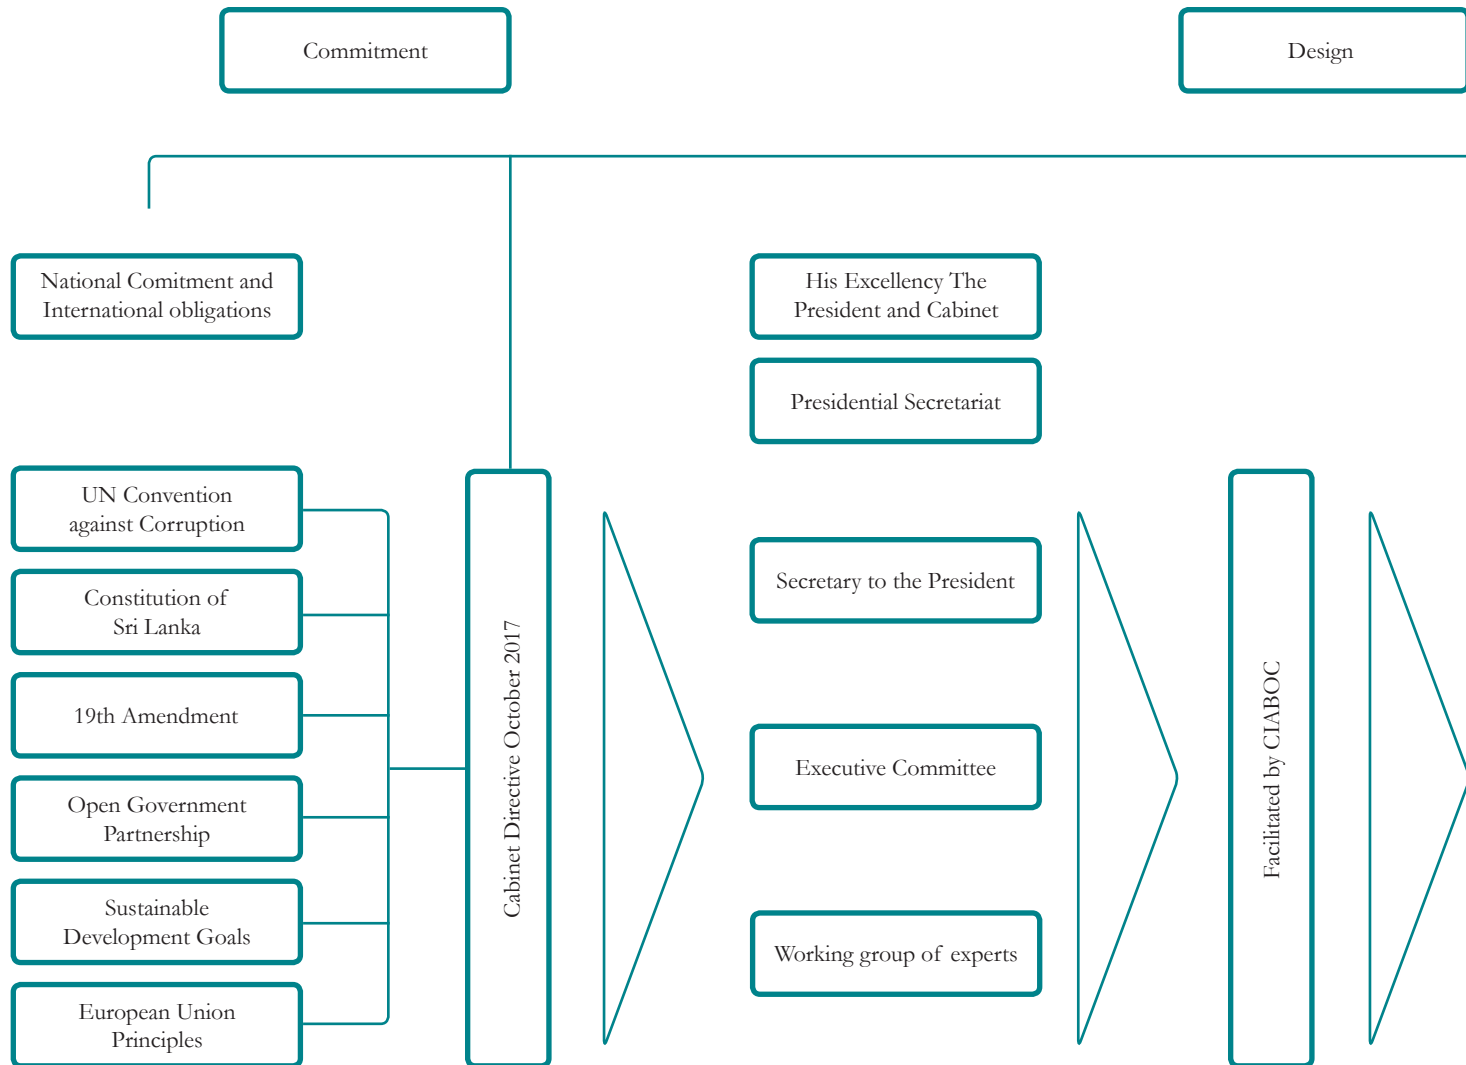 Commitment
Design
National Comitment and
International obligations
His Excellency The
President and Cabinet
Presidential Secretariat
UN Convention
against Corruption
Constitution of
Sri Lanka
19th Amendment
Open Government
Partnership
Sustainable
Development Goals
European Union
Principles
Cabinet Directive October 2017
Secretary to the President
Executive Committee
Working group of experts
Facilitated by CIABOC